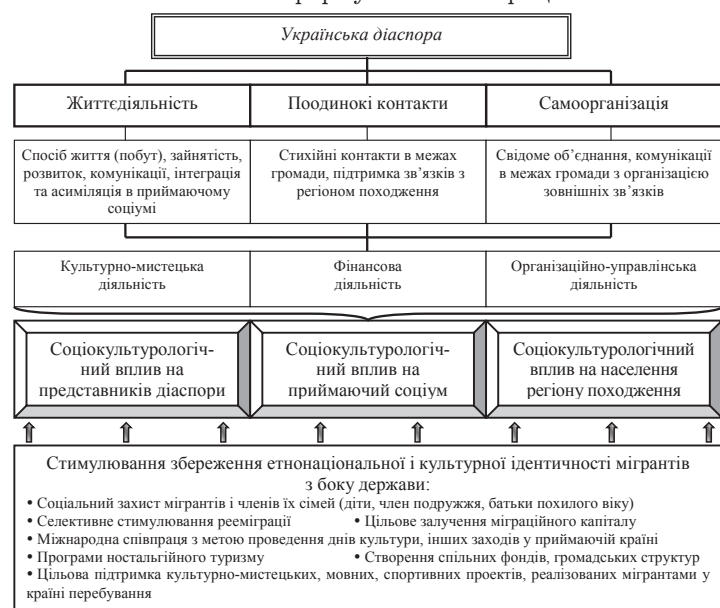 Українська діаспора
Життєдіяльність
Поодинокі контакти
Самоорганізація
Спосіб життя (побут), зайнятість,
розвиток, комунікації, інтеграція
та асиміляція в приймаючому
соціумі
Стихійні контакти в межах
громади, підтримка зв’язків з
регіоном походження
Свідоме об’єднання, комунікації
в межах громади з організацією
зовнішніх зв’язків
Культурно-мистецька
діяльність
Фінансова
діяльність
Організаційно-управлінська
діяльність
Соціокультурологіч-
ний вплив на
представників діаспори
Соціокультурологіч-
ний вплив на
приймаючий соціум
Соціокультурологічний
вплив на населення
регіону походження
Стимулювання збереження етнонаціональної і культурної ідентичності мігрантів
з боку держави:
• Соціальний захист мігрантів і членів їх сімей (діти, член подружжя, батьки похилого віку)
• Селективне стимулювання рееміграції • Цільове залучення міграційного капіталу
• Міжнародна співпраця з метою проведення днів культури, інших заходів у приймаючій країні
• Програми ностальгійного туризму • Створення спільних фондів, громадських структур
• Цільова підтримка культурно-мистецьких, мовних, спортивних проектів, реалізованих мігрантами у
країні перебування